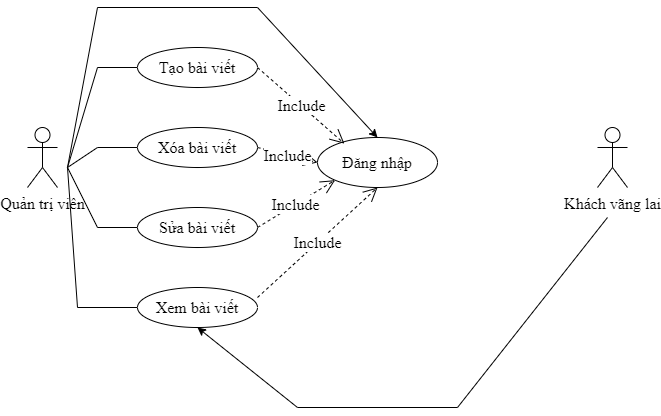 Tạo bài viết
Include
Xóa bài viết
Include
Đăng nhập
Quản trị viên
Khách vãng lai
Include
Sửa bài viết
Include
Xem bài viết